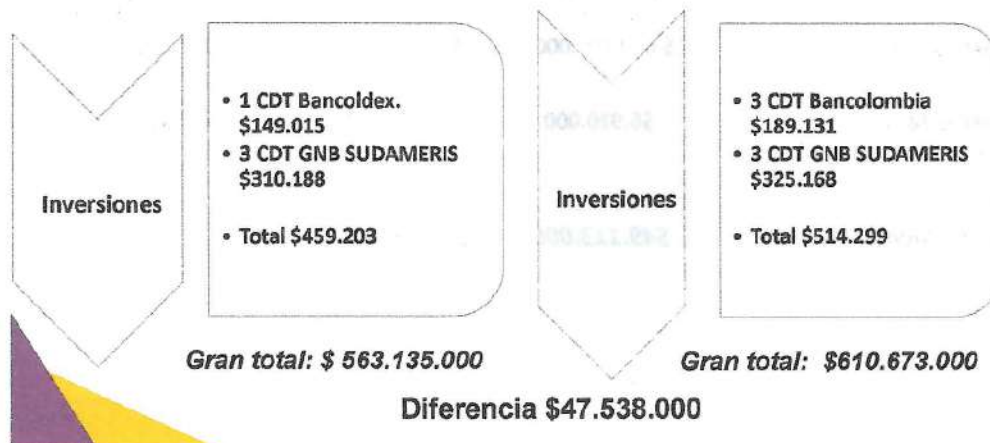 Inversiones
• 1 CDT Bancoldex.
$149.015
• 3 CDT GNB SUDAMERIS
$310.188
• Total $459.203
Gran total: $ 563.135.000
Inversiones
• 3 CDT Bancolombia
$189.131
• 3 CDT GNB SUDAMERIS
$325.168
• Total $514.299
Gran total: $610.673.000
Diferencia $47.538.000